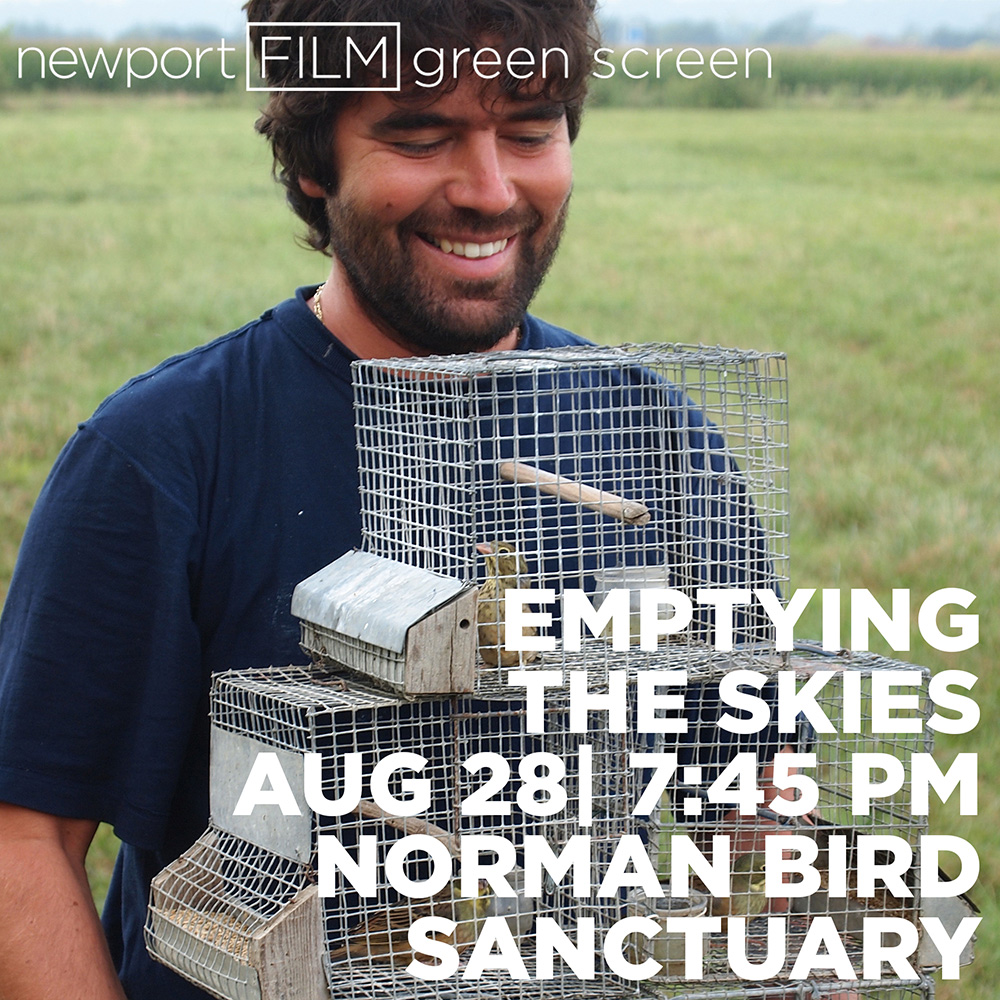 newport FILM green screen
EMPTYING
THE SKIES
AUG 28| 7:45 PM
NORMAN BIRD
SANCTUARY